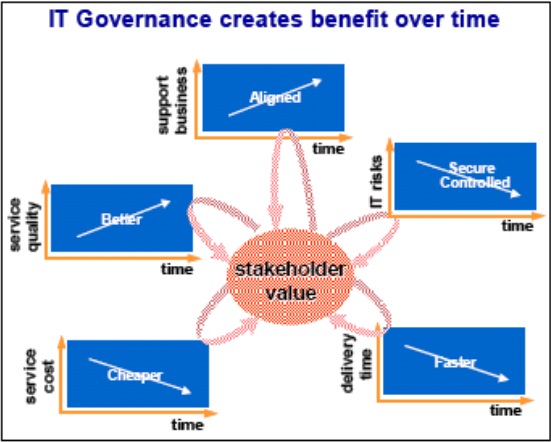 IT Governance creates benefit over time
support
business
Aligned
time
IT risks
Secure
Controlled
time
service
quality
Better
time
stakeholder
value
service
cost
Cheaper
time
delivery
time
Faster
time